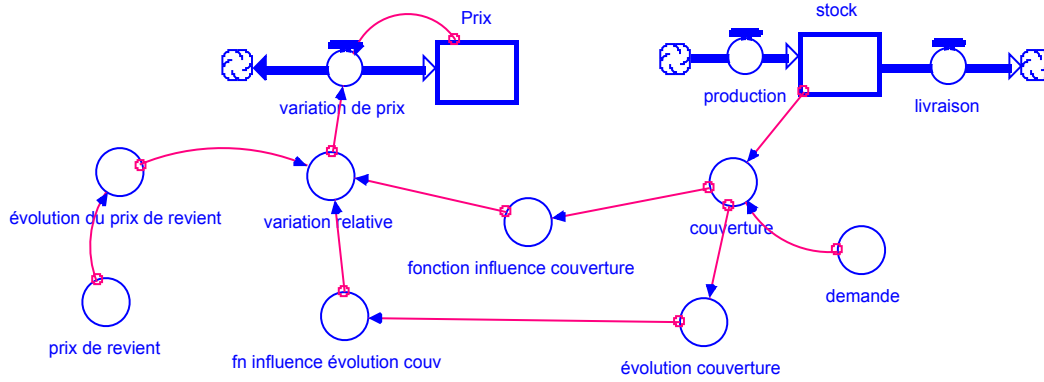 Prix
stock
variation de prix
production
livraison
évolution du prix de revient
variation relative
couverture
fonction influence couverture
demande
prix de revient
fn influence évolution couv
évolution couverture